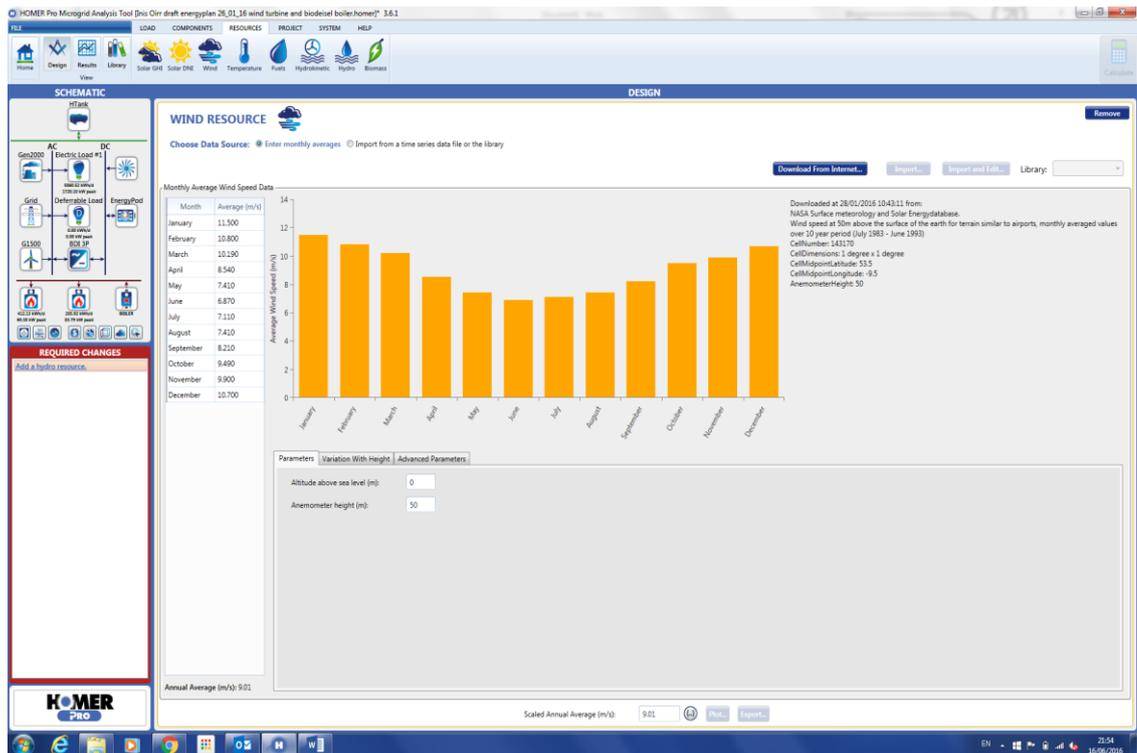 HOMER Pro Microgrid Analysis Tool [Inis Oirr draft energyplan 26_01_16 wind turbine and biodeisel boiler.homer]* 3.6.1
FILE LOAD COMPONENTS RESOURCES PROJECT SYSTEM HELP
Home Design Results Library Solar GHI Solar DNI Wind Temperature Fuels Hydrokinetic Hydro Biomass Calculate
View
SCHEMATIC
HTank
AC DC
Gen2000 Electric Load #1
Grid Deferrable Load EnergyPod
0.00 kWh/d
0.00 kW peak
G1500 BDI 3P
BOILER
REQUIRED CHANGES
Add a hydro resource.
HOMER
PRO
DESIGN
WIND RESOURCE
Remove
Choose Data Source: Enter monthly averages Import from a time series data file or the library
Download From Internet... Import... Import and Edit... Library:
Monthly Average Wind Speed Data
Month Average (m/s)
January 11.500
February 10.800
March 10.190
April 8.540
May 7.410
June 6.870
July 7.110
August 7.410
September 8.210
October 9.490
November 9.900
December 10.700
Average Wind Speed (m/s)
14
12
10
8
6
4
2
0
January February March April May June July August September October November December
Downloaded at 28/01/2016 10:43:11 from:
NASA Surface meteorology and Solar Energydatabase.
Wind speed at 50m above the surface of the earth for terrain similar to airports, monthly averaged values
over 10 year period (July 1983 - June 1993)
CellNumber: 143170
CellDimensions: 1 degree x 1 degree
CellMidpointLatitude: 53.5
CellMidpointLongitude: -9.5
AnemometerHeight: 50
Parameters Variation With Height Advanced Parameters
Altitude above sea level (m): 0
Anemometer height (m): 50
Annual Average (m/s): 9.01
Scaled Annual Average (m/s): 9.01 {..} Plot... Export...
EN 21:54
16/06/2016